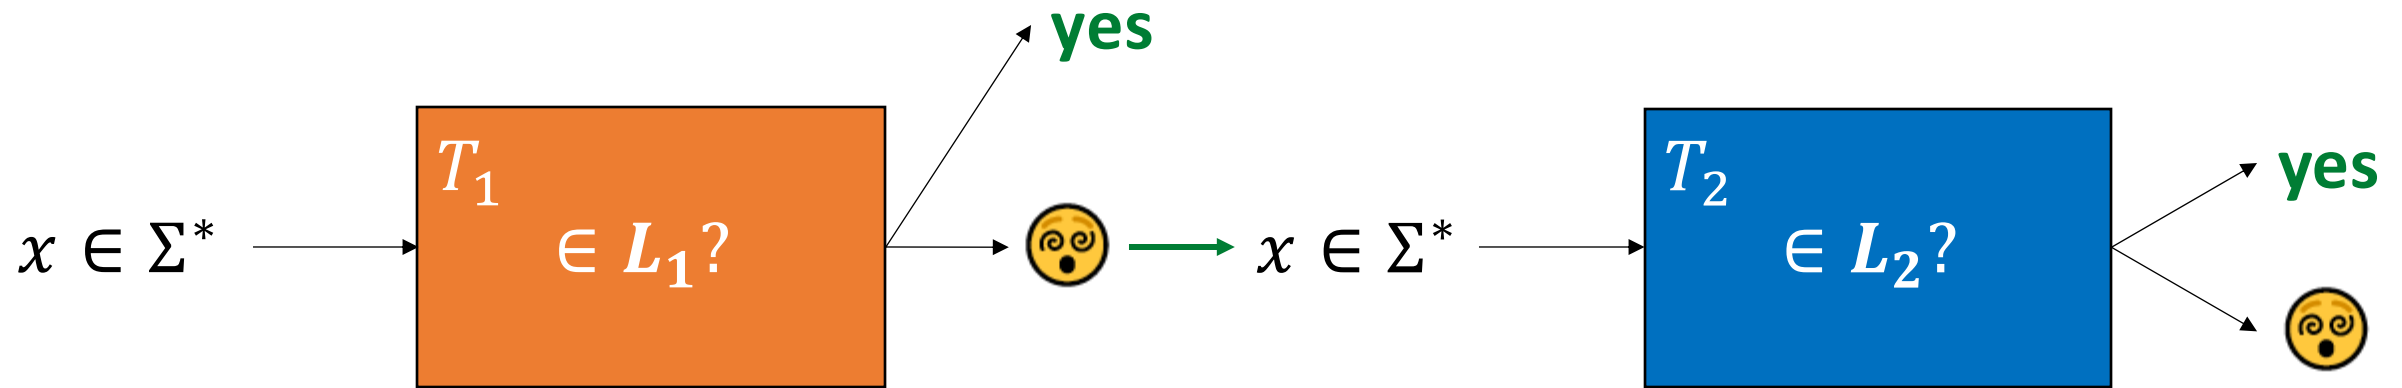 yes
x ∈ Σ*
T₁
∈ L₁?
x ∈ Σ*
T₂
∈ L₂?
yes